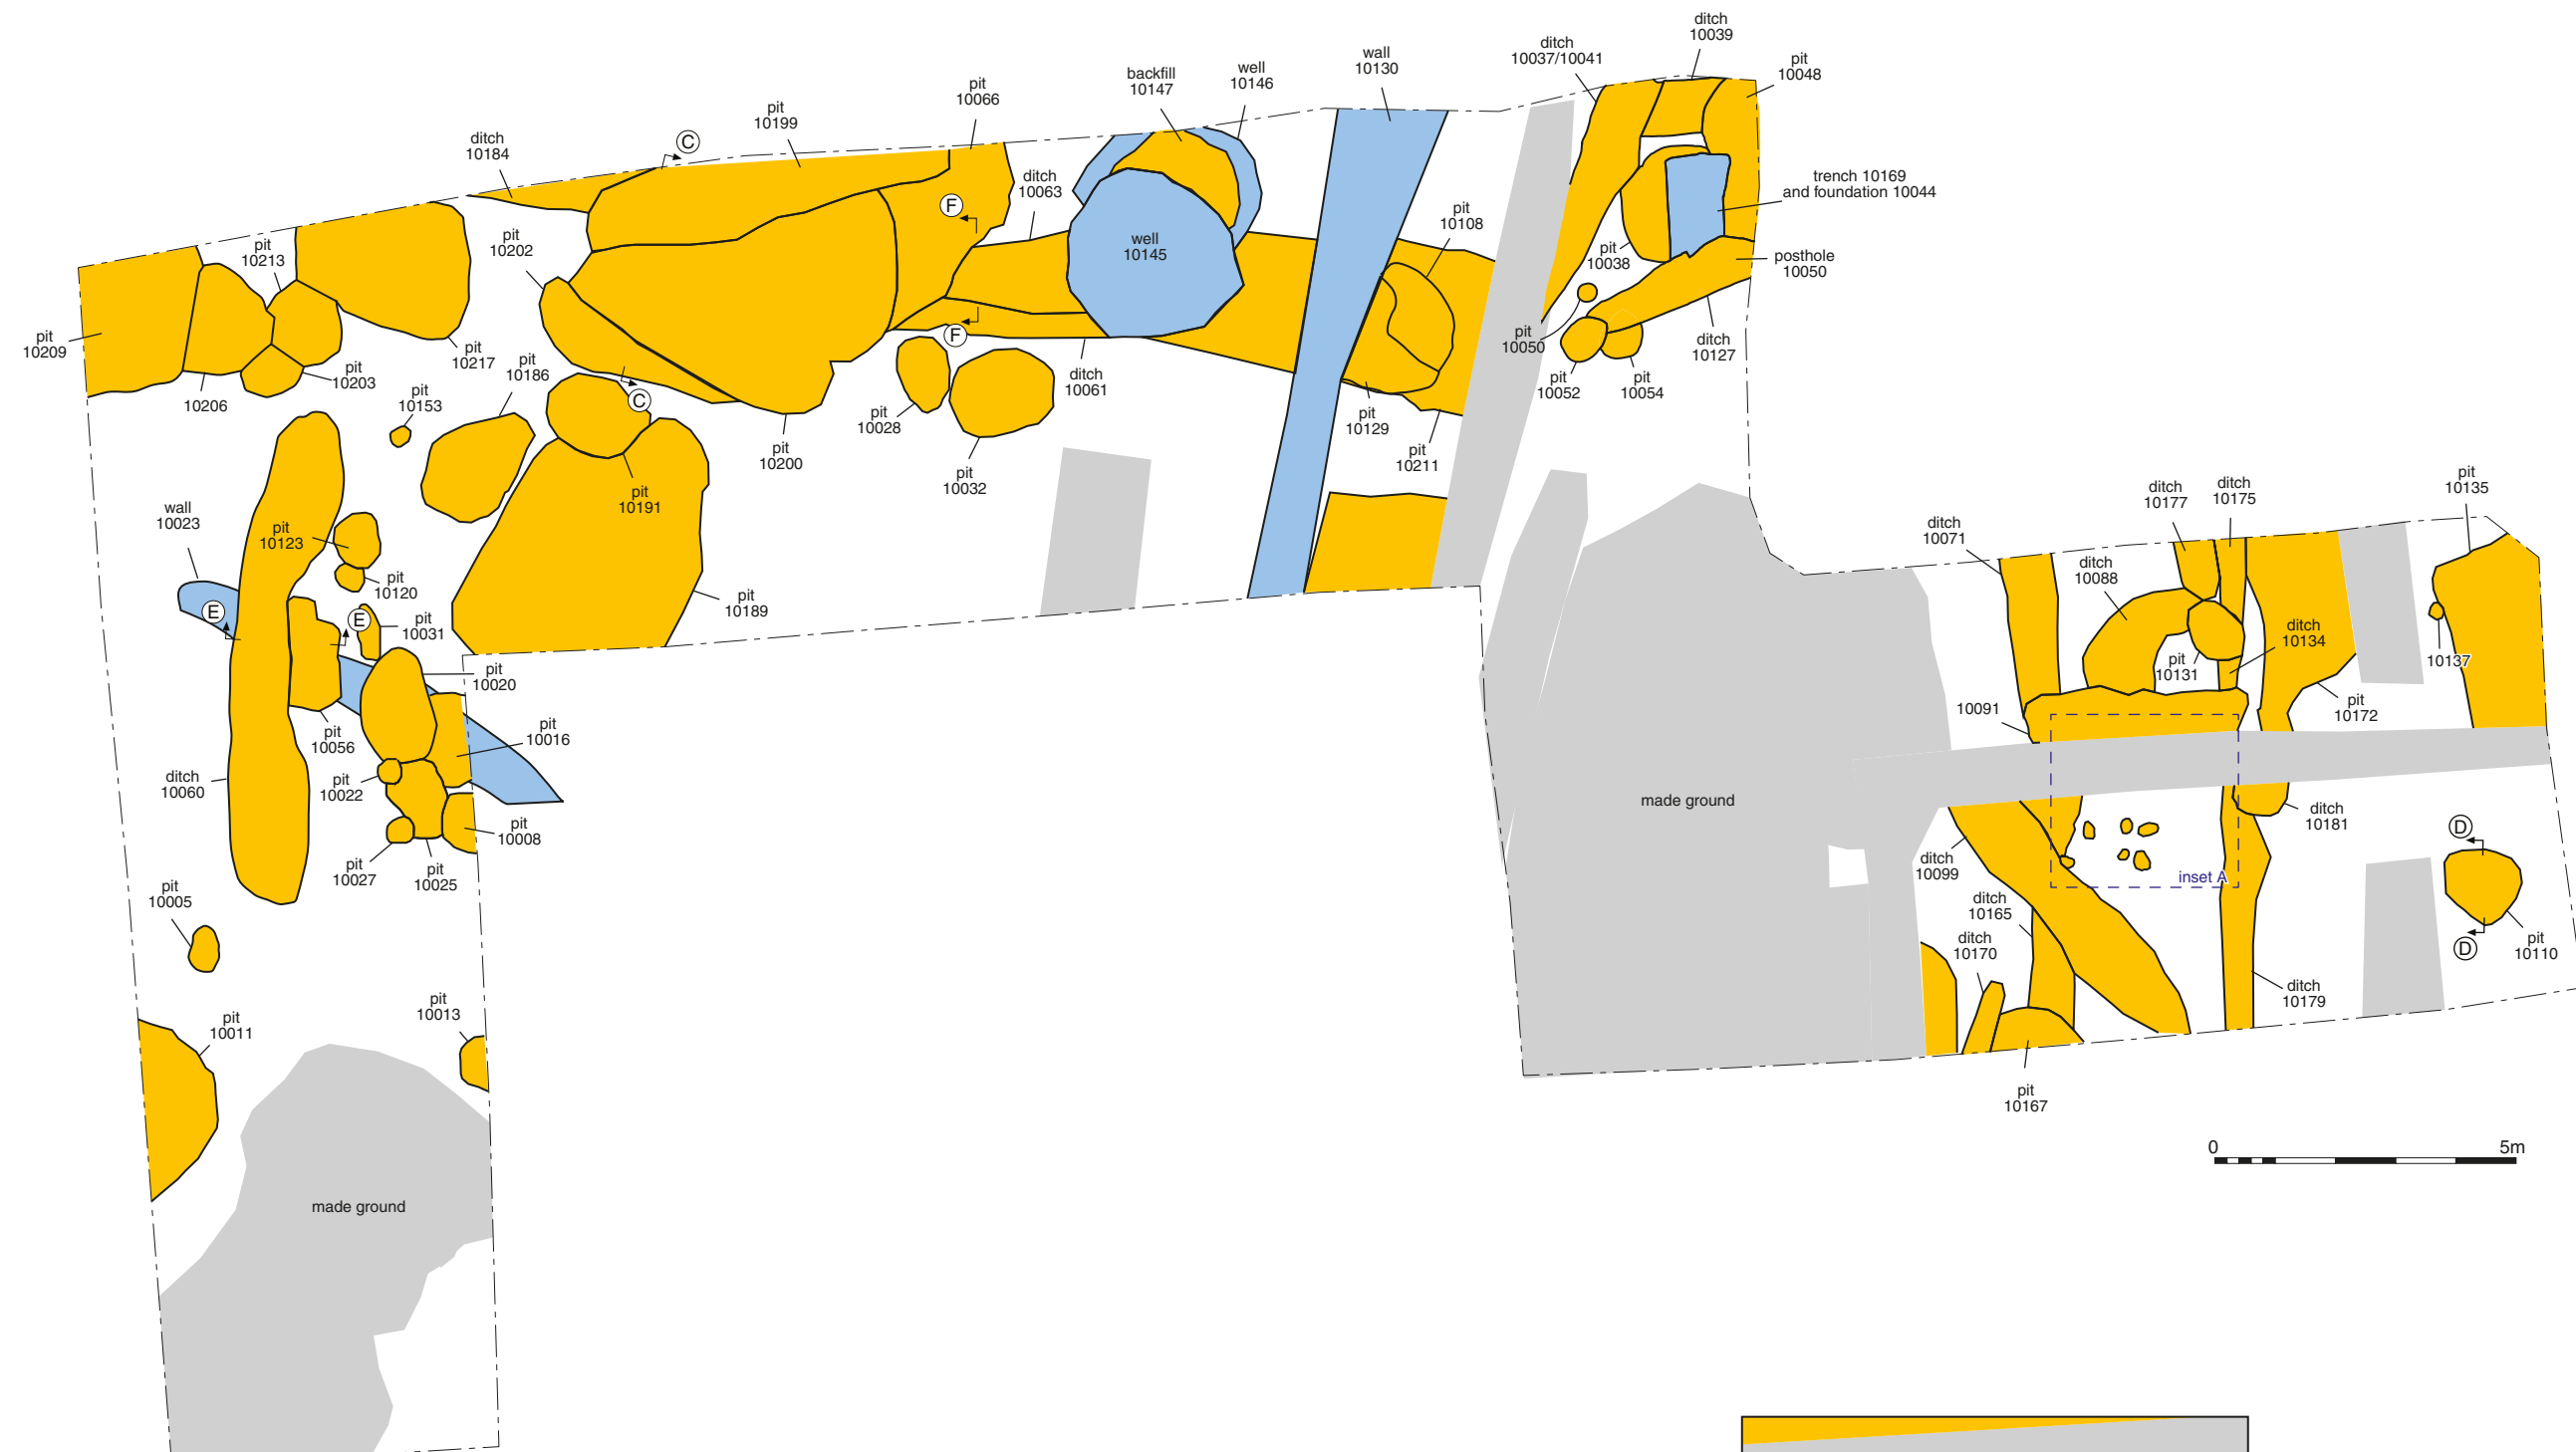 ditch
10039
ditch
10037/10041
wall
10130
pit
10048
well
10146
backfill
10147
pit
10066
pit
10199
C
ditch
10184
ditch
10063
trench 10169
and foundation 10044
F
pit
10108
pit
10202
pit
10213
well
10145
pit
10038
posthole
10050
pit
10209
pit
10217
pit
10203
10206
pit
10186
F
ditch
10061
pit
10050
ditch
10127
pit
10052
pit
10054
pit
10153
C
pit
10028
pit
10129
pit
10200
pit
10032
pit
10211
pit
10191
wall
10023
pit
10123
pit
10120
E
E
pit
10031
pit
10189
ditch
10177
ditch
10175
pit
10135
ditch
10071
ditch
10088
ditch
10134
pit
10131
10137
pit
10172
10091
pit
10020
pit
10016
pit
10056
ditch
10060
pit
10022
pit
10008
pit
10027
pit
10025
made ground
ditch
10181
D
ditch
10099
inset A
pit
10005
ditch
10165
ditch
10170
D
pit
10110
ditch
10179
pit
10011
pit
10013
pit
10167
0 5m
made ground